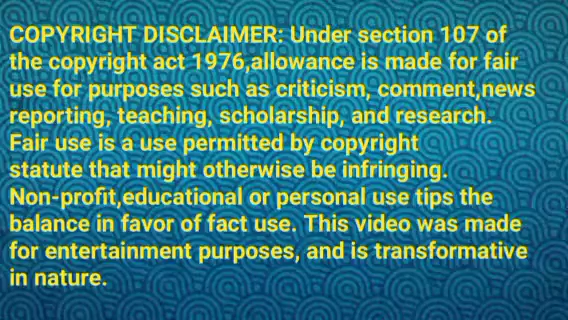 COPYRIGHT DISCLAIMER: Under section 107 of
the copyright act 1976,allowance is made for fair
use for purposes such as criticism, comment,news
reporting, teaching, scholarship, and research.
Fair use is a use permitted by copyright
statute that might otherwise be infringing.
Non-profit,educational or personal use tips the
balance in favor of fact use. This video was made
for entertainment purposes, and is transformative
in nature.